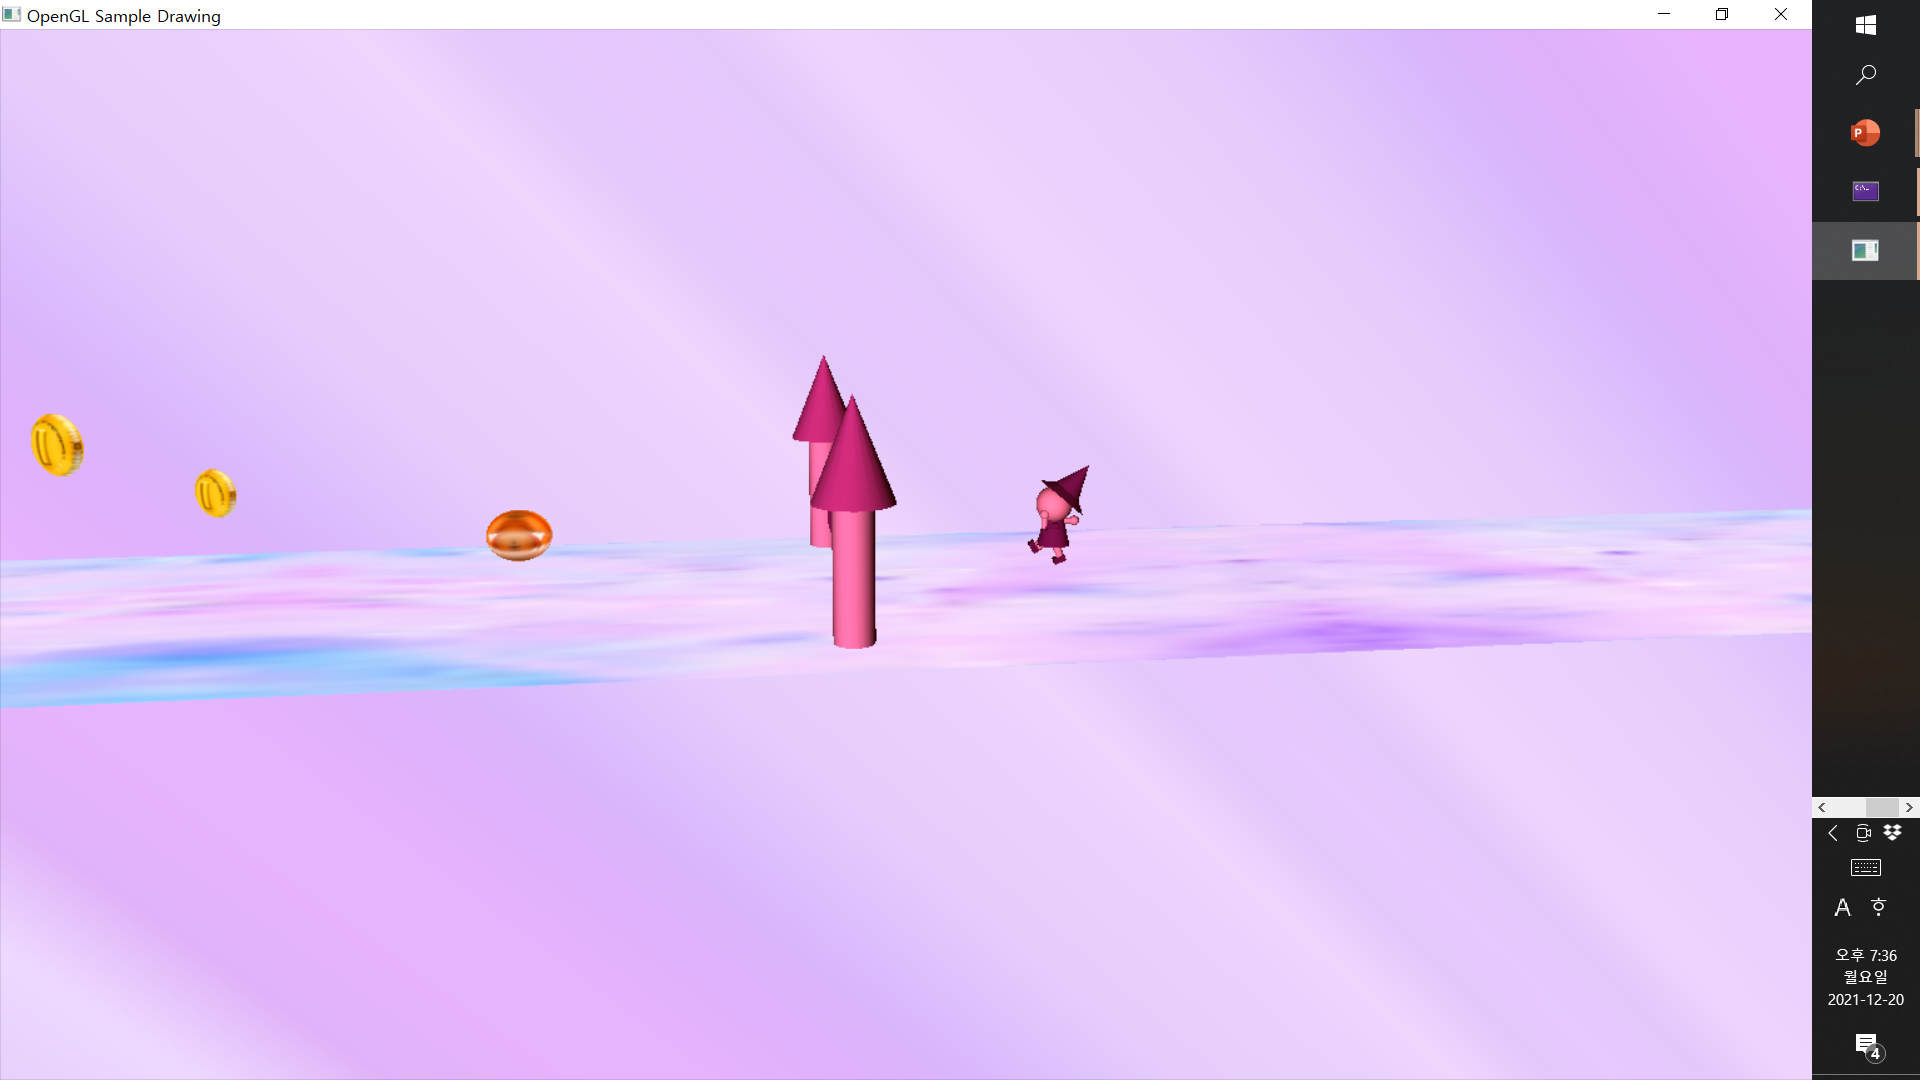 OpenGL Sample Drawing
P
C:\_
A ㅎ
오후 7:36
월요일
2021-12-20
4